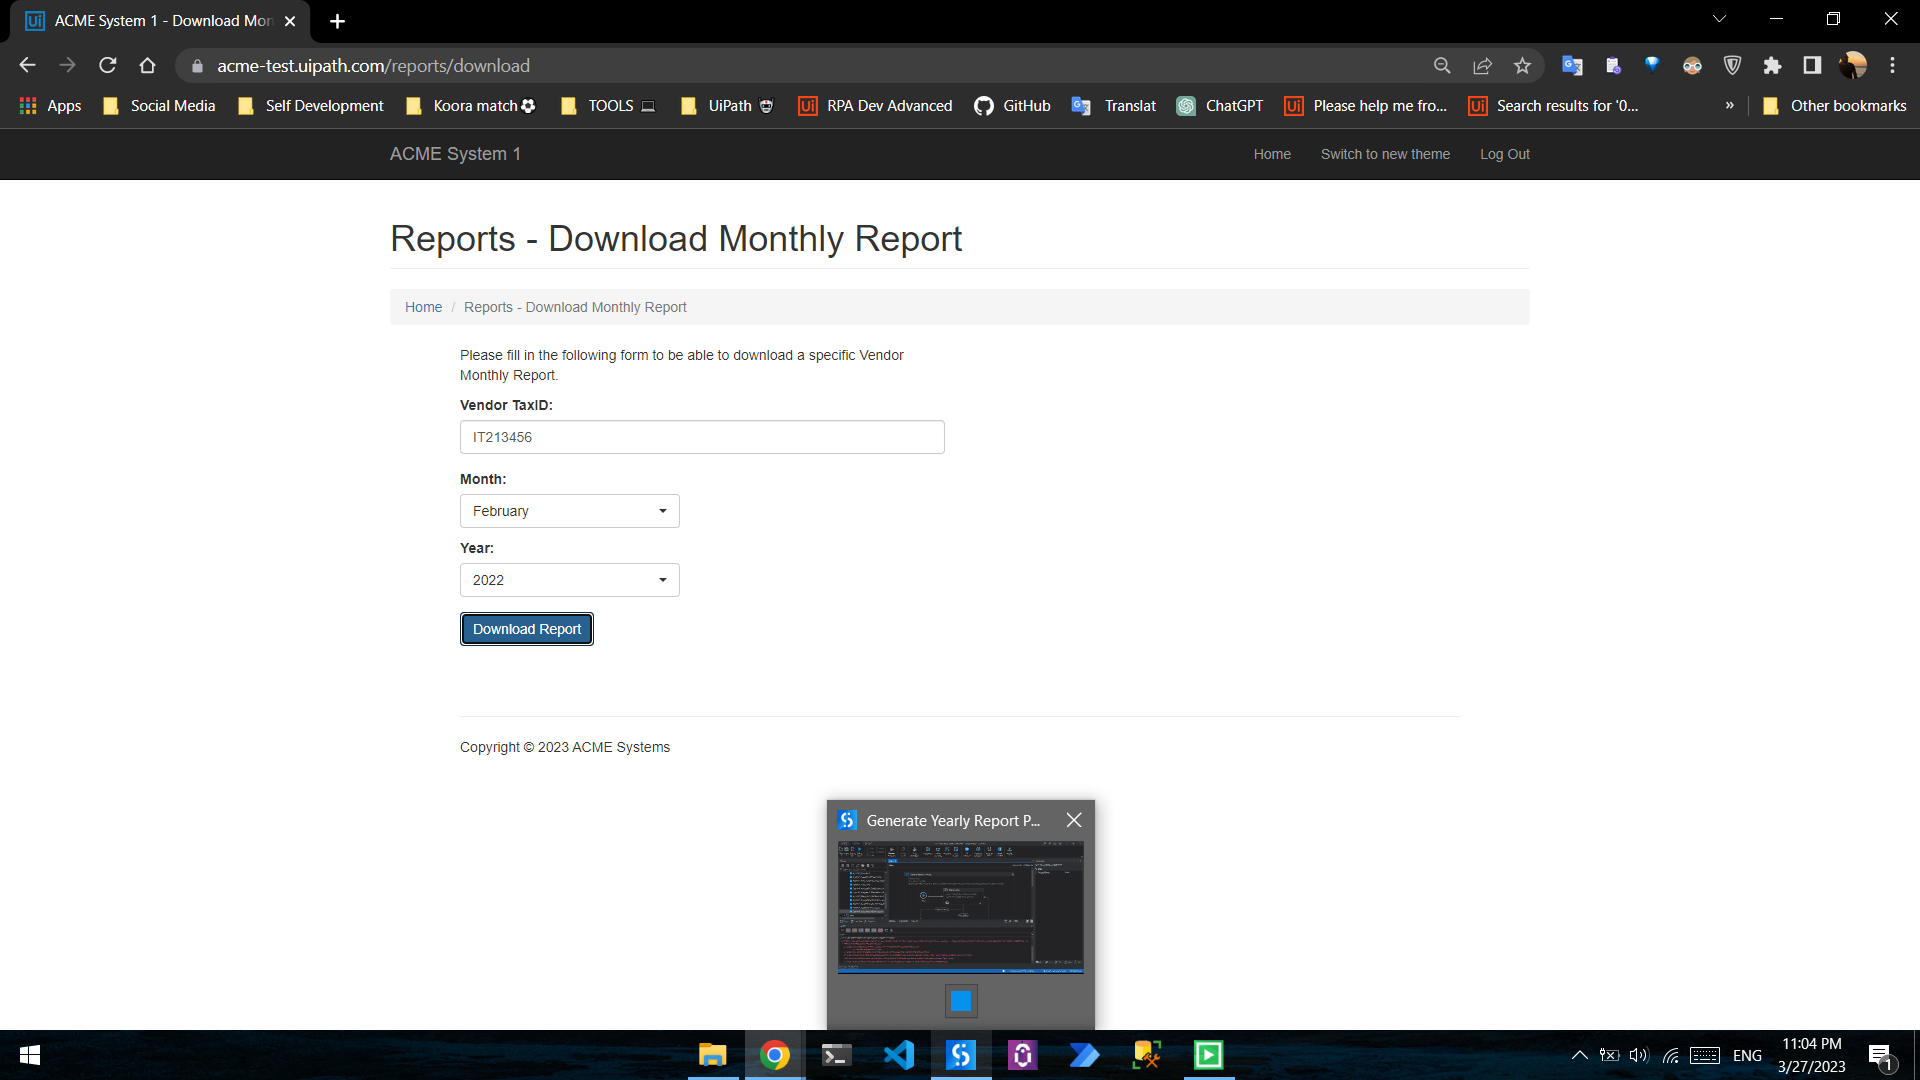 ACME System 1 - Download Mon
acme-test.uipath.com/reports/download
Apps Social Media Self Development Koora match⚽ TOOLS 💻 UiPath RPA Dev Advanced GitHub Translat ChatGPT Please help me fro... Search results for '0... » Other bookmarks
ACME System 1 Home Switch to new theme Log Out
Reports - Download Monthly Report
Home / Reports - Download Monthly Report
Please fill in the following form to be able to download a specific Vendor
Monthly Report.
Vendor TaxID:
IT213456
Month:
February
Year:
2022
Download Report
Copyright © 2023 ACME Systems
Generate Yearly Report P...
ENG
11:04 PM
3/27/2023
1